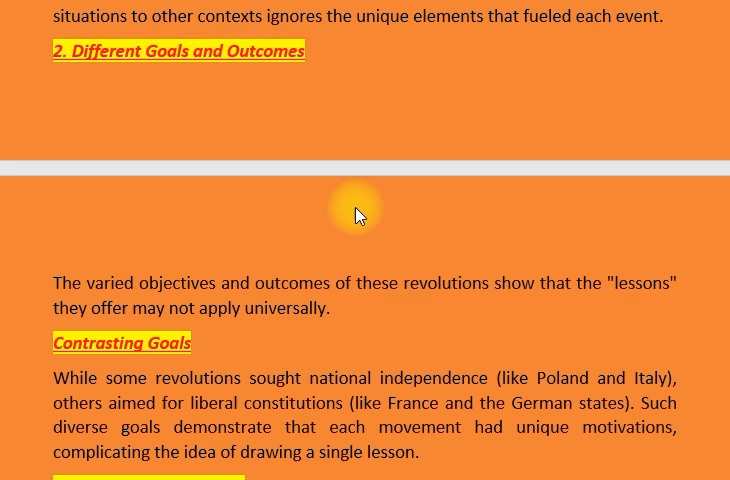 situations to other contexts ignores the unique elements that fueled each event.
2. Different Goals and Outcomes
The varied objectives and outcomes of these revolutions show that the "lessons"
they offer may not apply universally.
Contrasting Goals
While some revolutions sought national independence (like Poland and Italy),
others aimed for liberal constitutions (like France and the German states). Such
diverse goals demonstrate that each movement had unique motivations,
complicating the idea of drawing a single lesson.